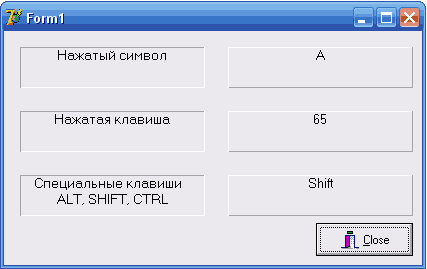 Form1
Нажатый символ A
Нажатая клавиша 65
Специальные клавиши Shift
ALT, SHIFT, CTRL
Close